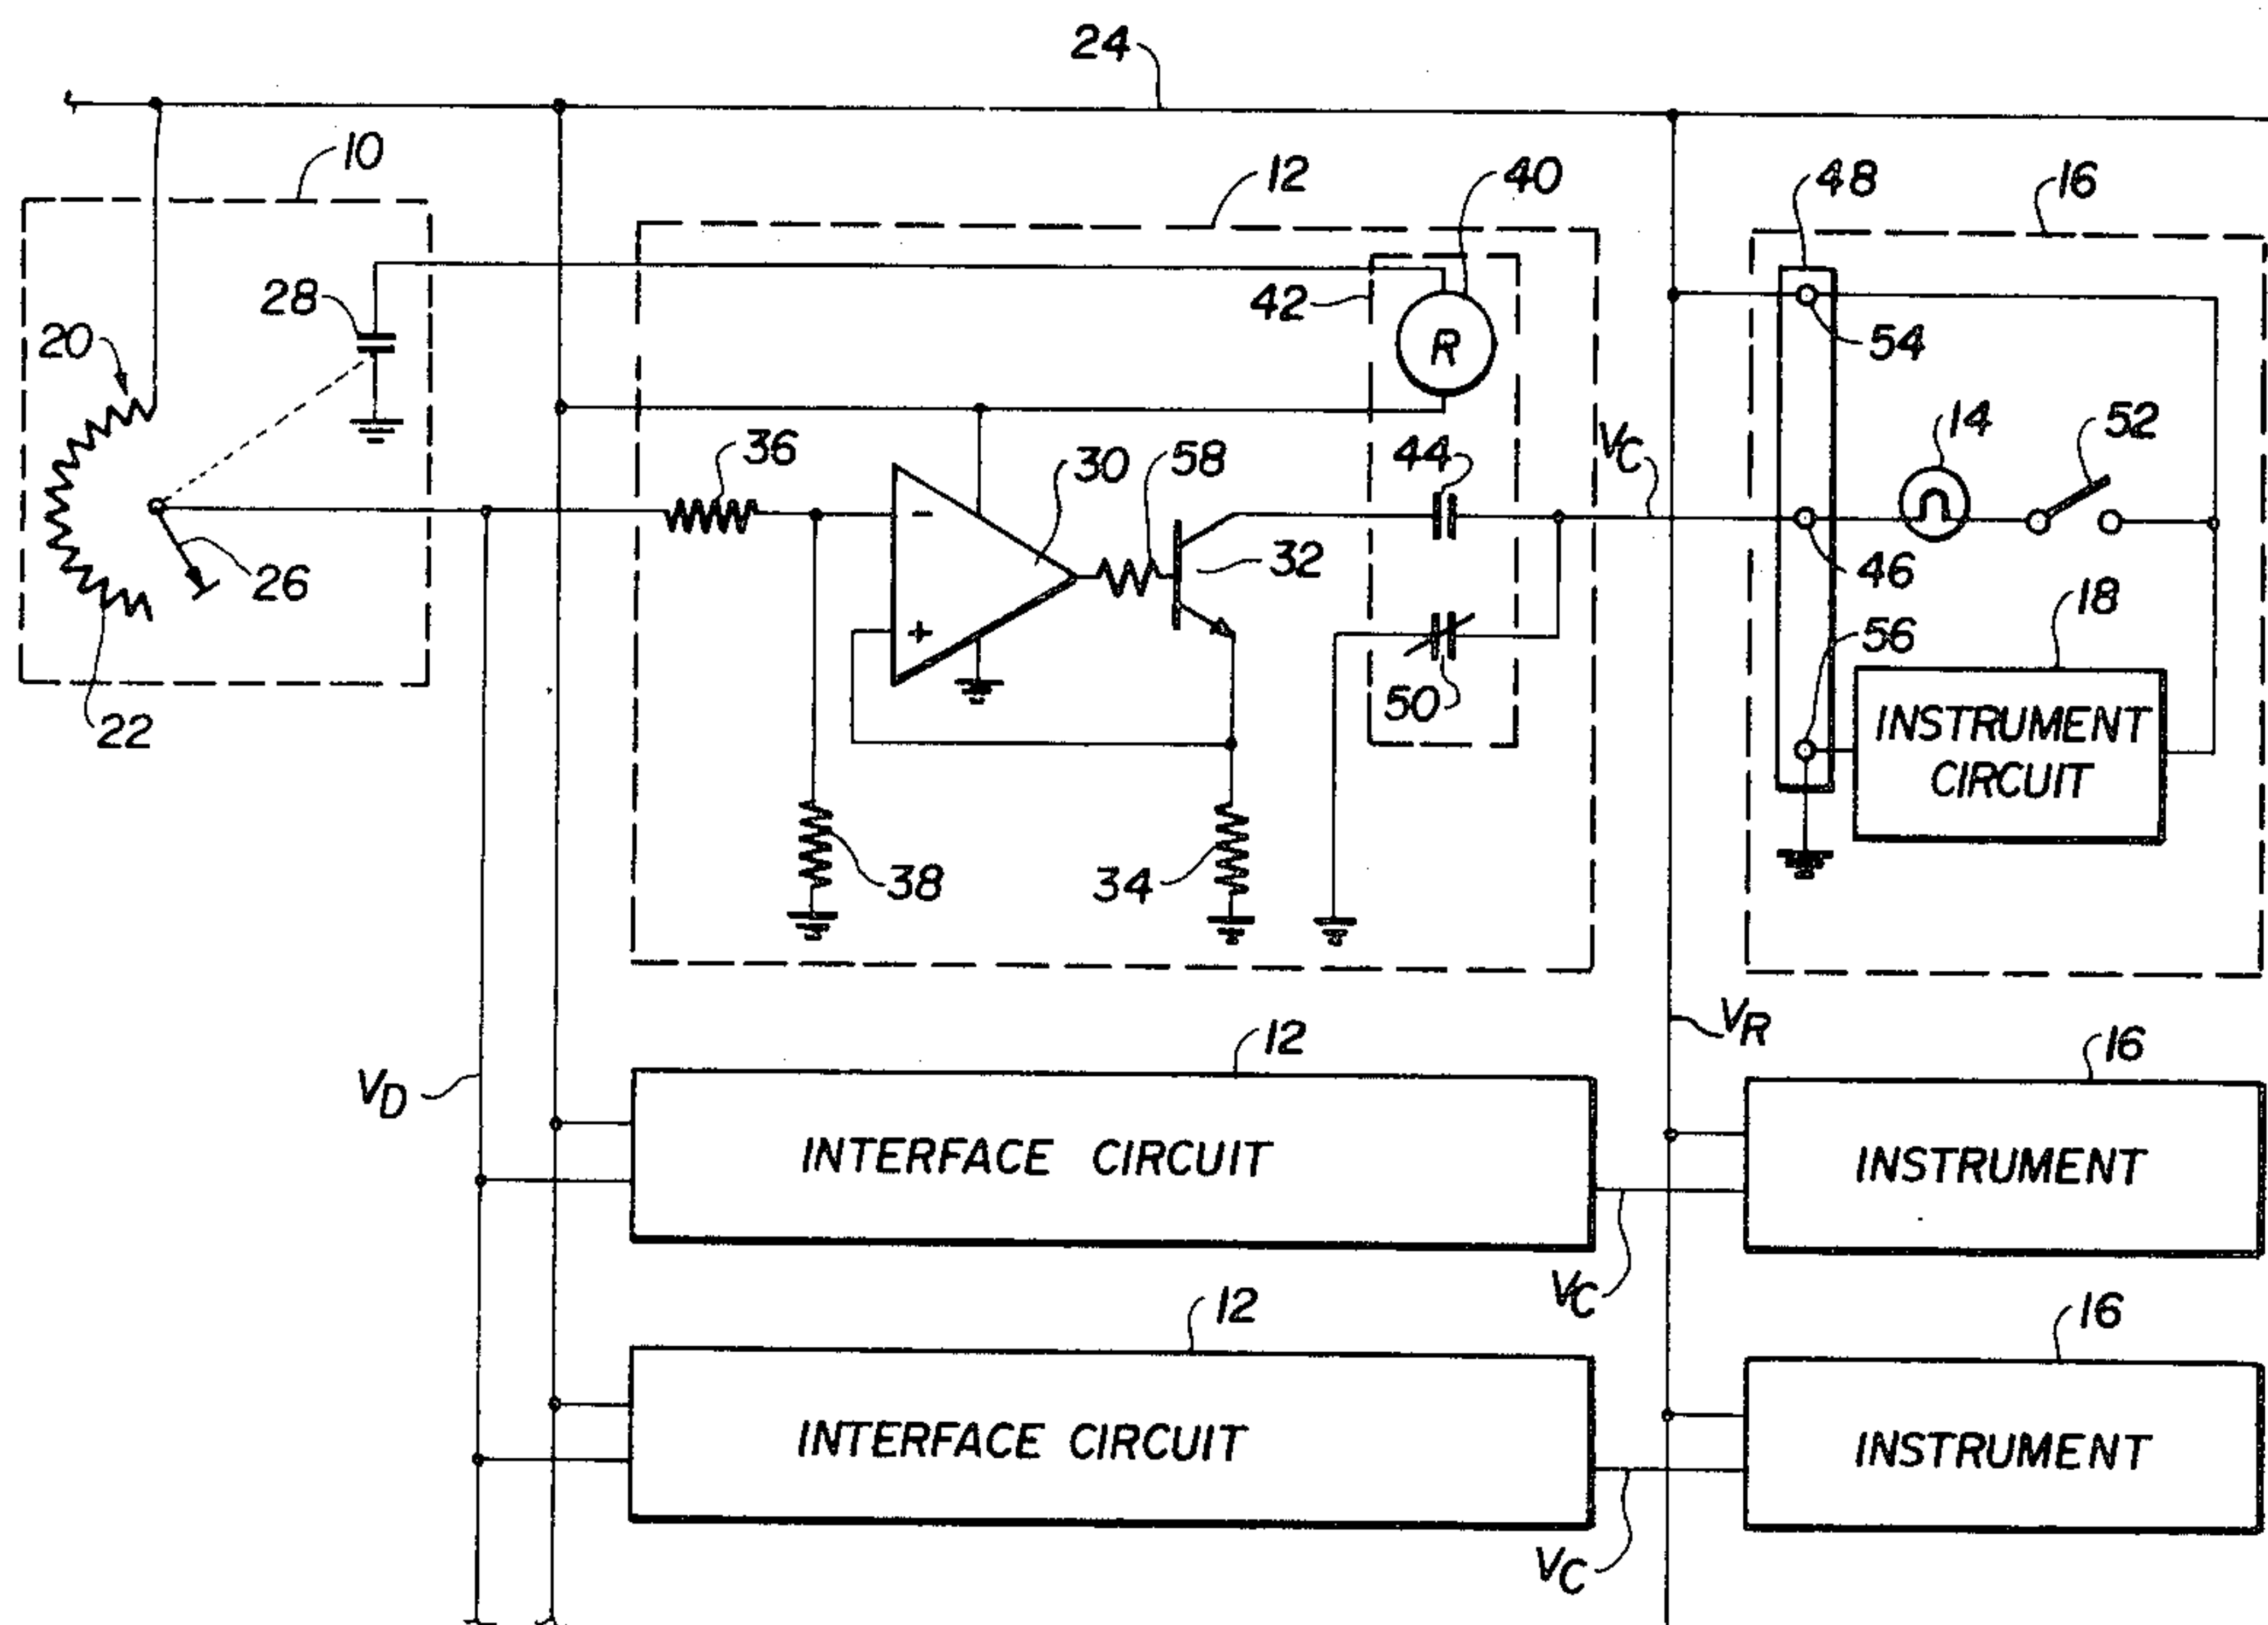 24
10
12
40
48
16
28
42
20
R
54
36
30
58
44
VC
14
52
-
32
26
46
18
+
56
50
22
INSTRUMENT
CIRCUIT
38
34
VR
12
16
VD
INTERFACE CIRCUIT
INSTRUMENT
VC
12
16
INTERFACE CIRCUIT
INSTRUMENT
VC